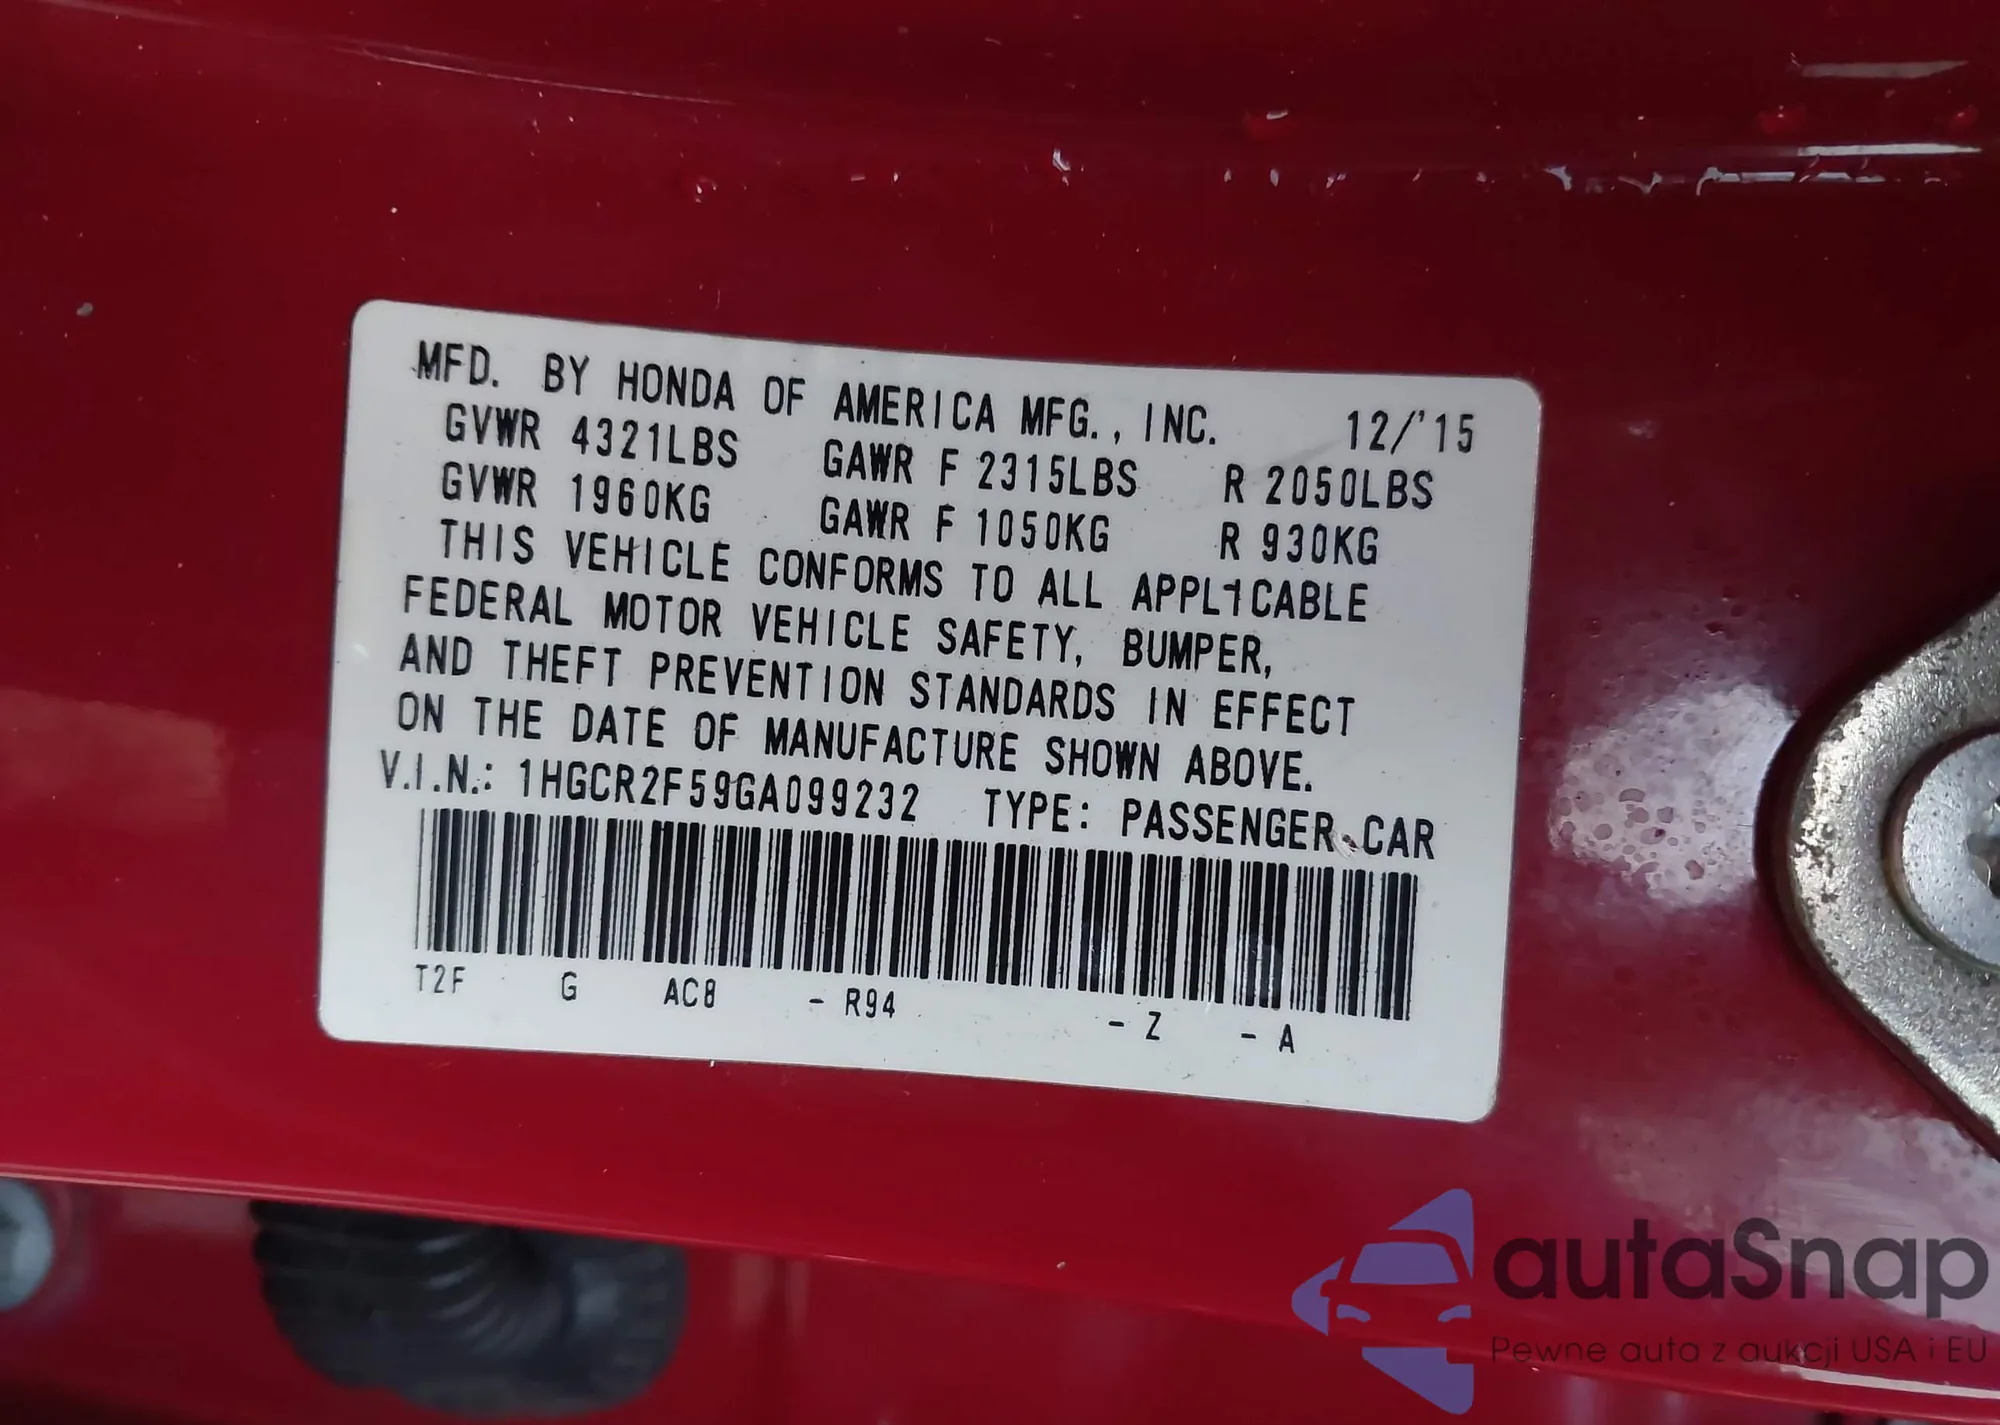 MFD. BY HONDA OF AMERICA MFG., INC. 12/'15
GVWR 4321LBS GAWR F 2315LBS R 2050LBS
GVWR 1960KG GAWR F 1050KG R 930KG
THIS VEHICLE CONFORMS TO ALL APPLICABLE
FEDERAL MOTOR VEHICLE SAFETY, BUMPER,
AND THEFT PREVENTION STANDARDS IN EFFECT
ON THE DATE OF MANUFACTURE SHOWN ABOVE.
V.I.N.: 1HGCR2F59GA099232 TYPE: PASSENGER CAR
T2F G AC8 - R94 - Z - A
autaSnap
Pewne auto z aukcji USA i EU